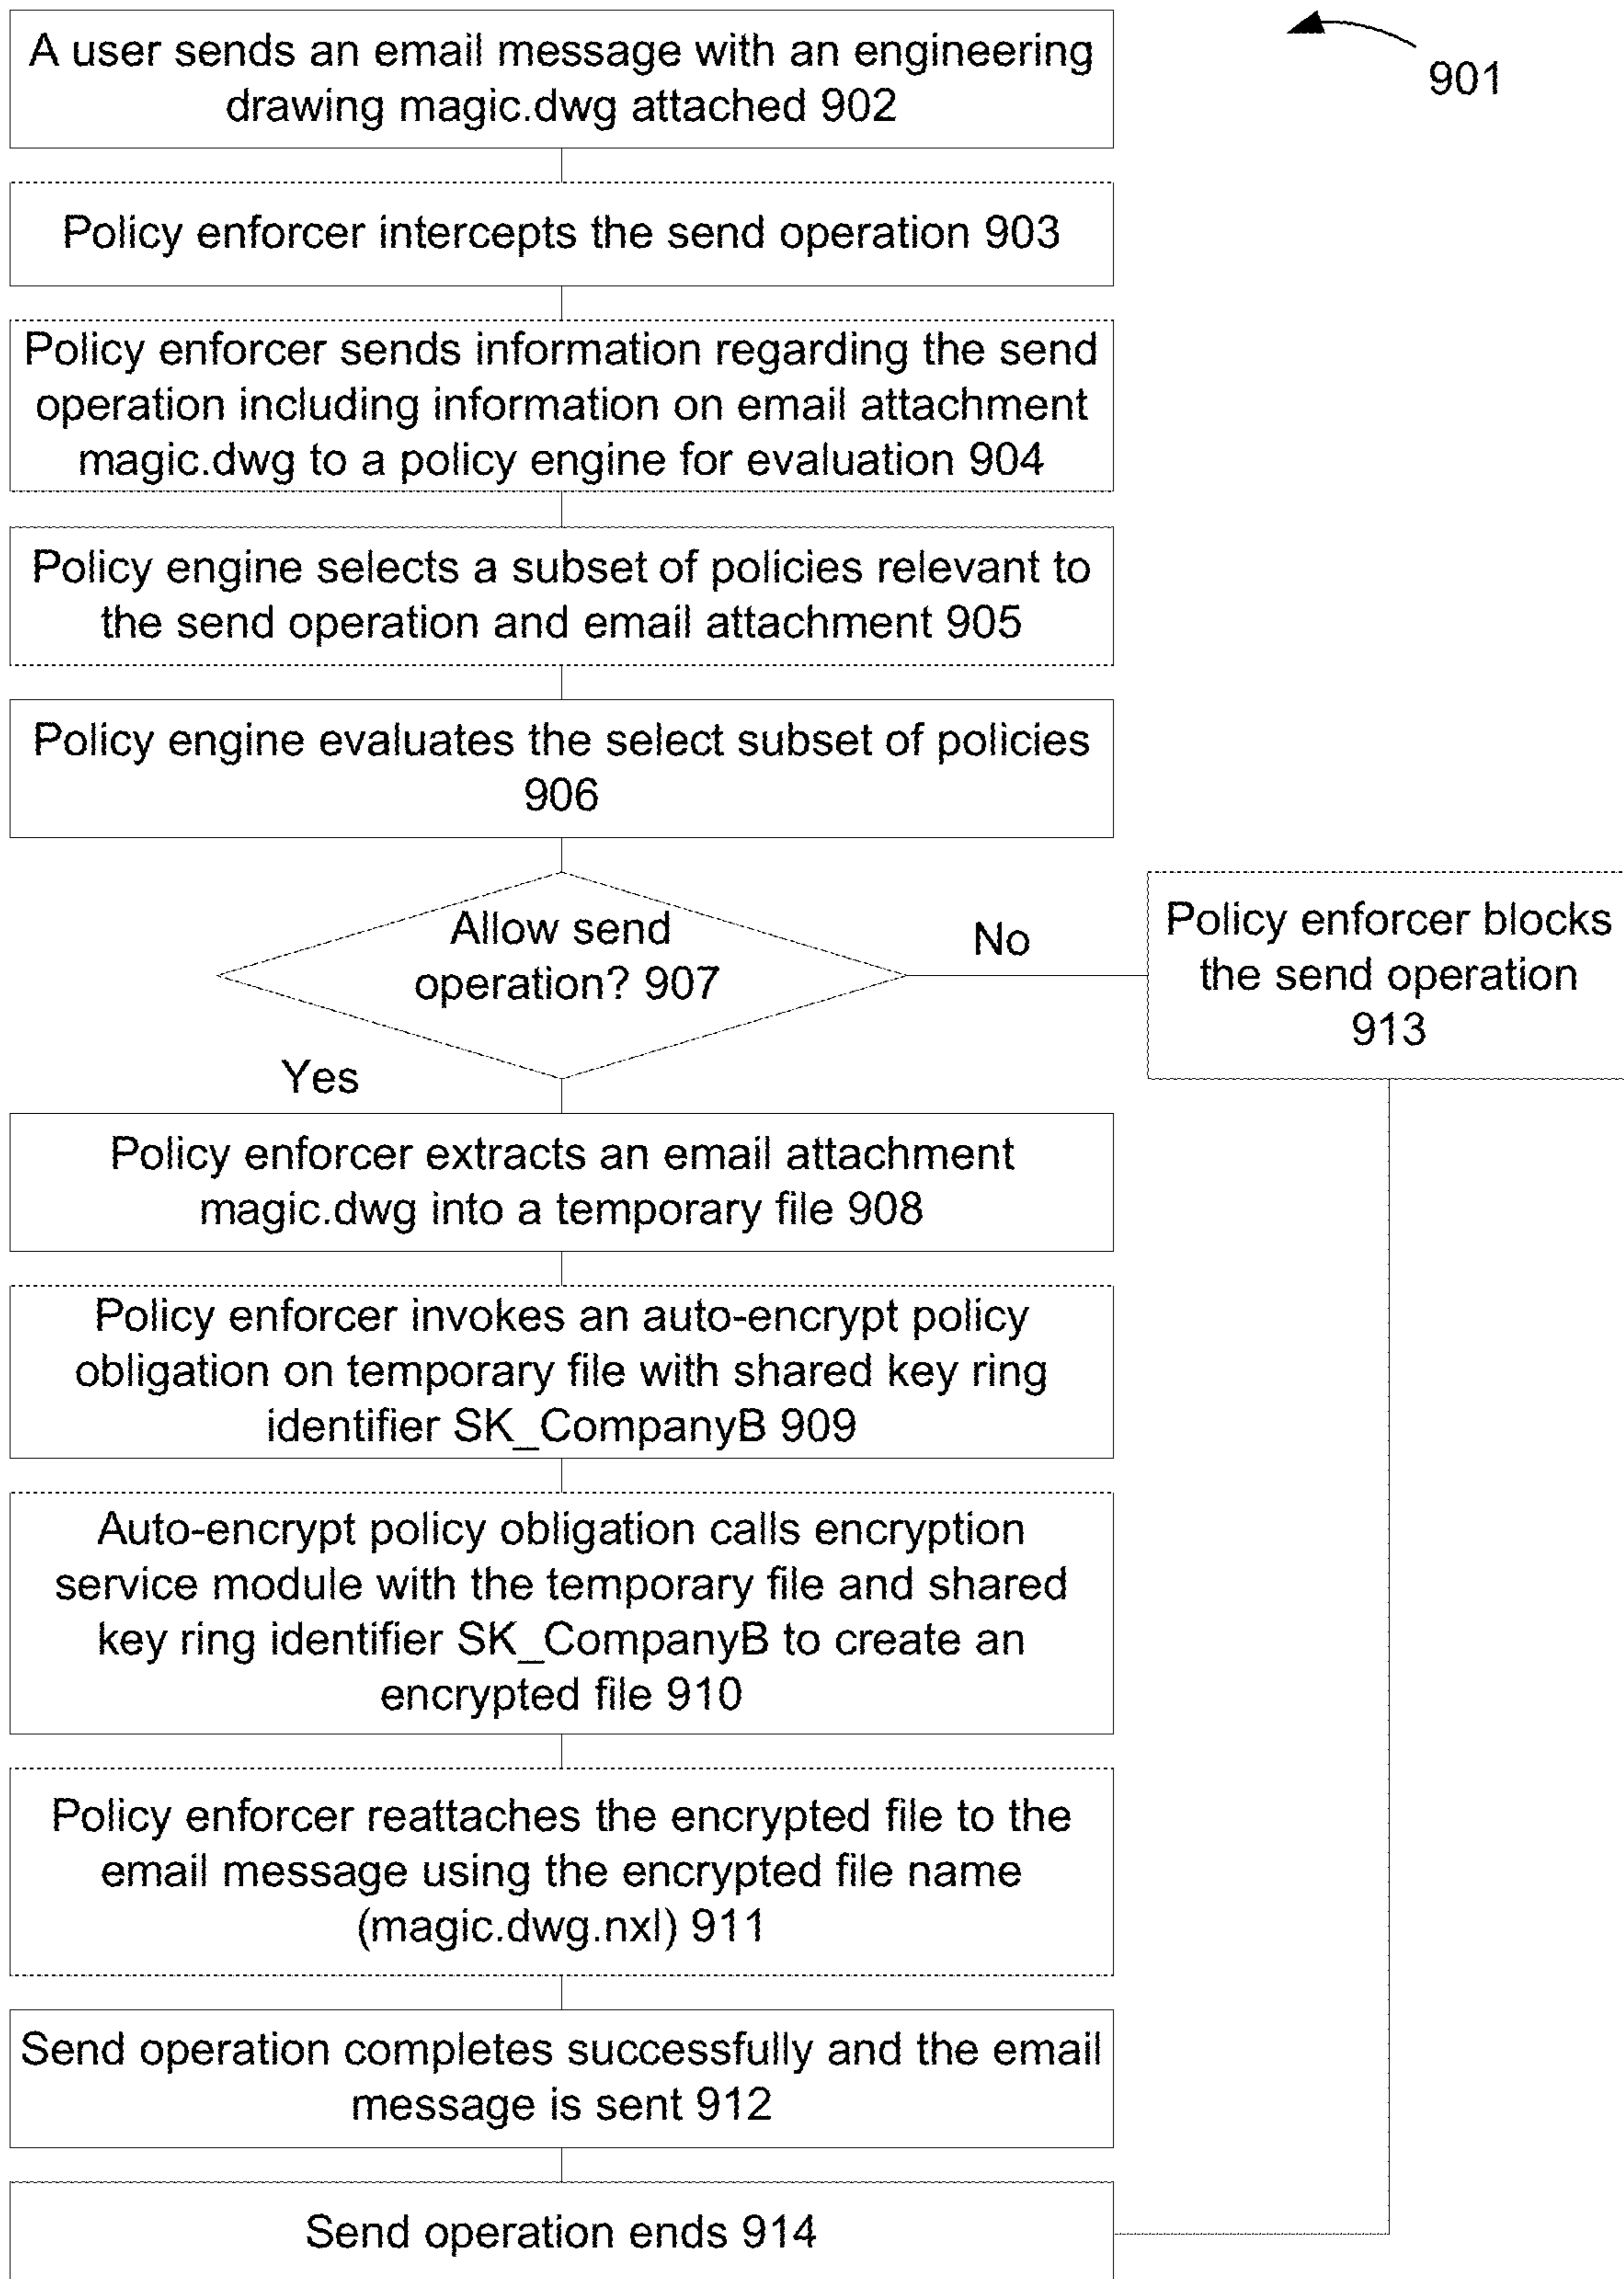 A user sends an email message with an engineering
drawing magic.dwg attached 902
901
Policy enforcer intercepts the send operation 903
Policy enforcer sends information regarding the send
operation including information on email attachment
magic.dwg to a policy engine for evaluation 904
Policy engine selects a subset of policies relevant to
the send operation and email attachment 905
Policy engine evaluates the select subset of policies
906
Allow send
operation? 907
No
Policy enforcer blocks
the send operation
913
Yes
Policy enforcer extracts an email attachment
magic.dwg into a temporary file 908
Policy enforcer invokes an auto-encrypt policy
obligation on temporary file with shared key ring
identifier SK_CompanyB 909
Auto-encrypt policy obligation calls encryption
service module with the temporary file and shared
key ring identifier SK_CompanyB to create an
encrypted file 910
Policy enforcer reattaches the encrypted file to the
email message using the encrypted file name
(magic.dwg.nxl) 911
Send operation completes successfully and the email
message is sent 912
Send operation ends 914